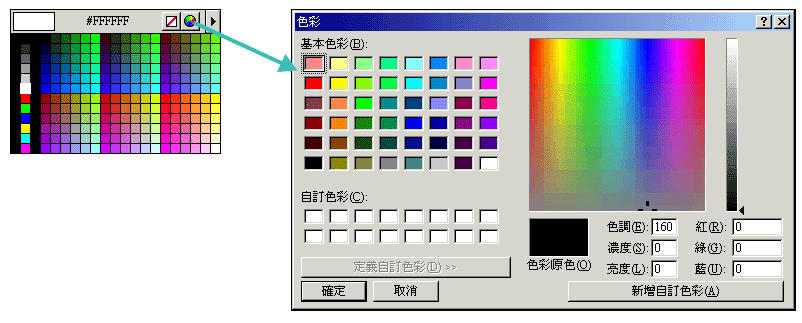 #FFFFFF
色彩
基本色彩(B):
自訂色彩(C):
定義自訂色彩(D) >>
確定
取消
色彩原色(O)
色調(E): 160
濃度(S): 0
亮度(L): 0
紅(R): 0
綠(G): 0
藍(U): 0
新增自訂色彩(A)